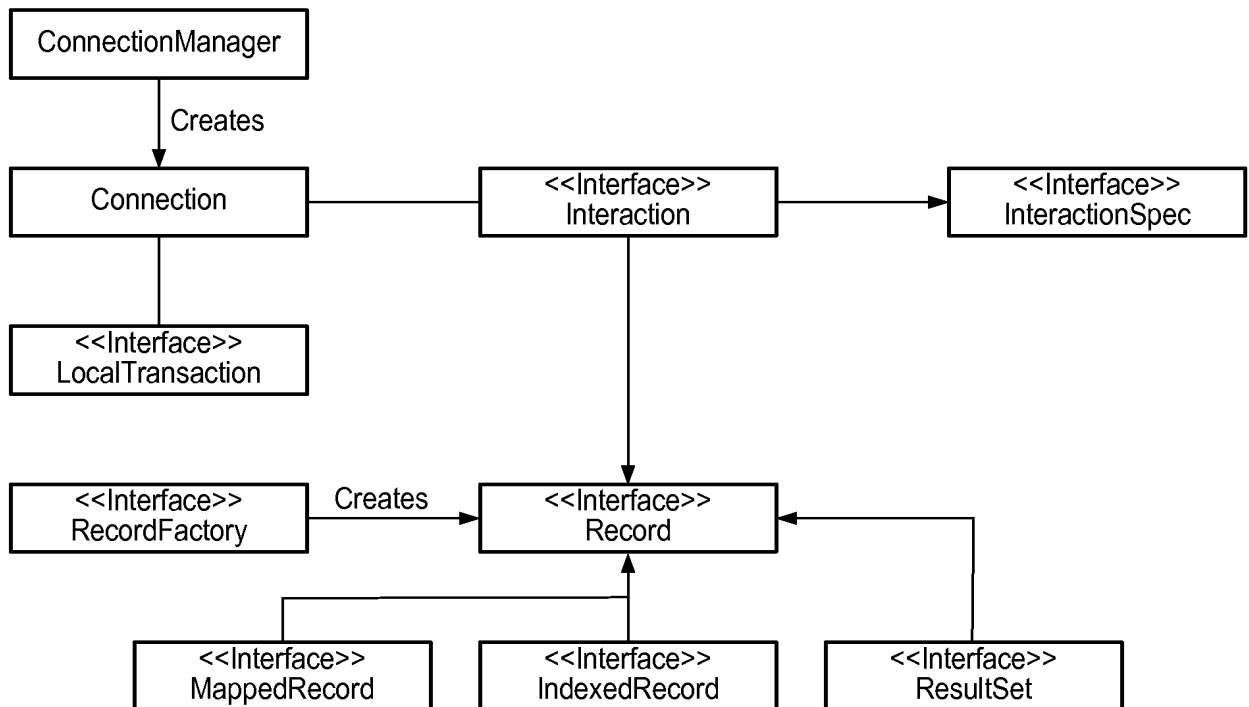 ConnectionManager
Creates
Connection
<<Interface>>
Interaction
<<Interface>>
InteractionSpec
<<Interface>>
LocalTransaction
<<Interface>>
RecordFactory
Creates
<<Interface>>
Record
<<Interface>>
MappedRecord
<<Interface>>
IndexedRecord
<<Interface>>
ResultSet